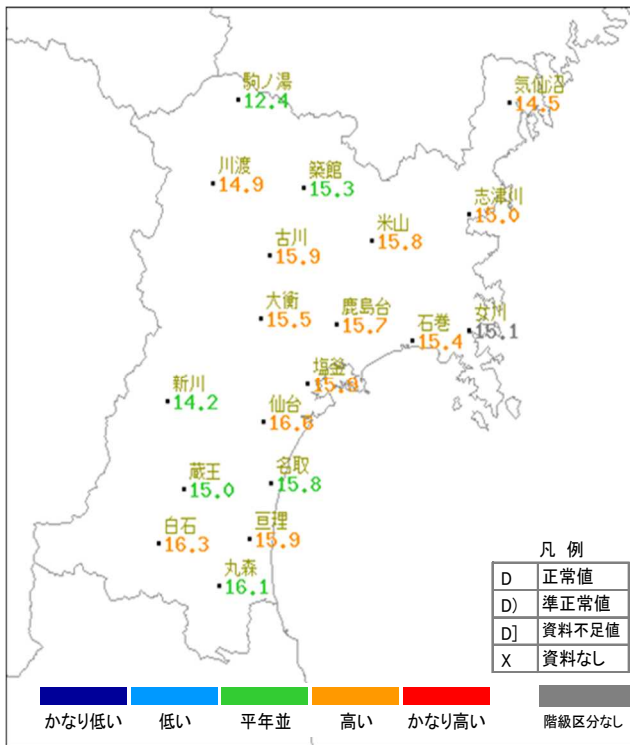 駒ノ湯
12.4
気仙沼
14.5
川渡
14.9
築館
15.3
志津川
15.0
米山
15.8
古川
15.9
大衡
15.5
鹿島台
15.7
石巻
15.4
女川
15.1
塩釜
新川
14.2
仙台
蔵王
15.0
名取
15.8
白石
16.3
亘理
15.9
丸森
16.1
凡 例
D 正常値
D) 準正常値
D] 資料不足値
X 資料なし
かなり低い 低い 平年並 高い かなり高い 階級区分なし